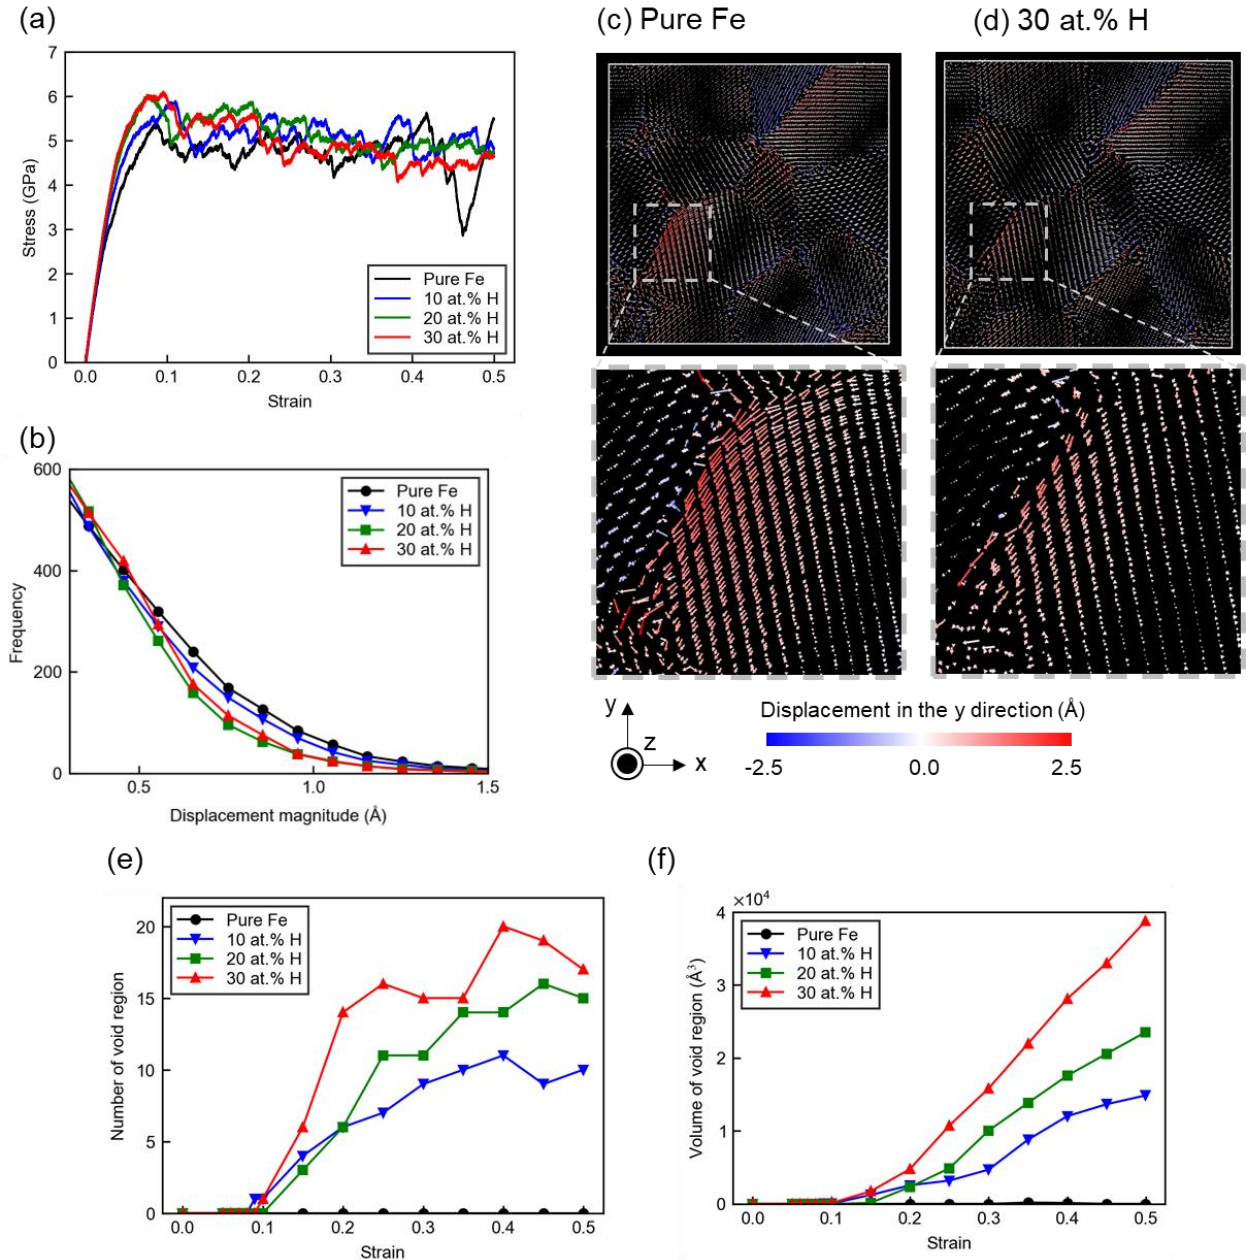 (a)
7
6
5
4
3
2
1
0
Stress (GPa)
Pure Fe
10 at.% H
20 at.% H
30 at.% H
0.0 0.1 0.2 0.3 0.4 0.5
Strain
(b)
600
400
200
0
Frequency
Pure Fe
10 at.% H
20 at.% H
30 at.% H
0.5 1.0 1.5
Displacement magnitude (Å)
(c) Pure Fe
(d) 30 at.% H
y
z
x
Displacement in the y direction (Å)
-2.5 0.0 2.5
(e)
20
15
10
5
0
Number of void region
Pure Fe
10 at.% H
20 at.% H
30 at.% H
0.0 0.1 0.2 0.3 0.4 0.5
Strain
(f)
×10⁴
4
3
2
1
0
Volume of void region (Å³)
Pure Fe
10 at.% H
20 at.% H
30 at.% H
0.0 0.1 0.2 0.3 0.4 0.5
Strain